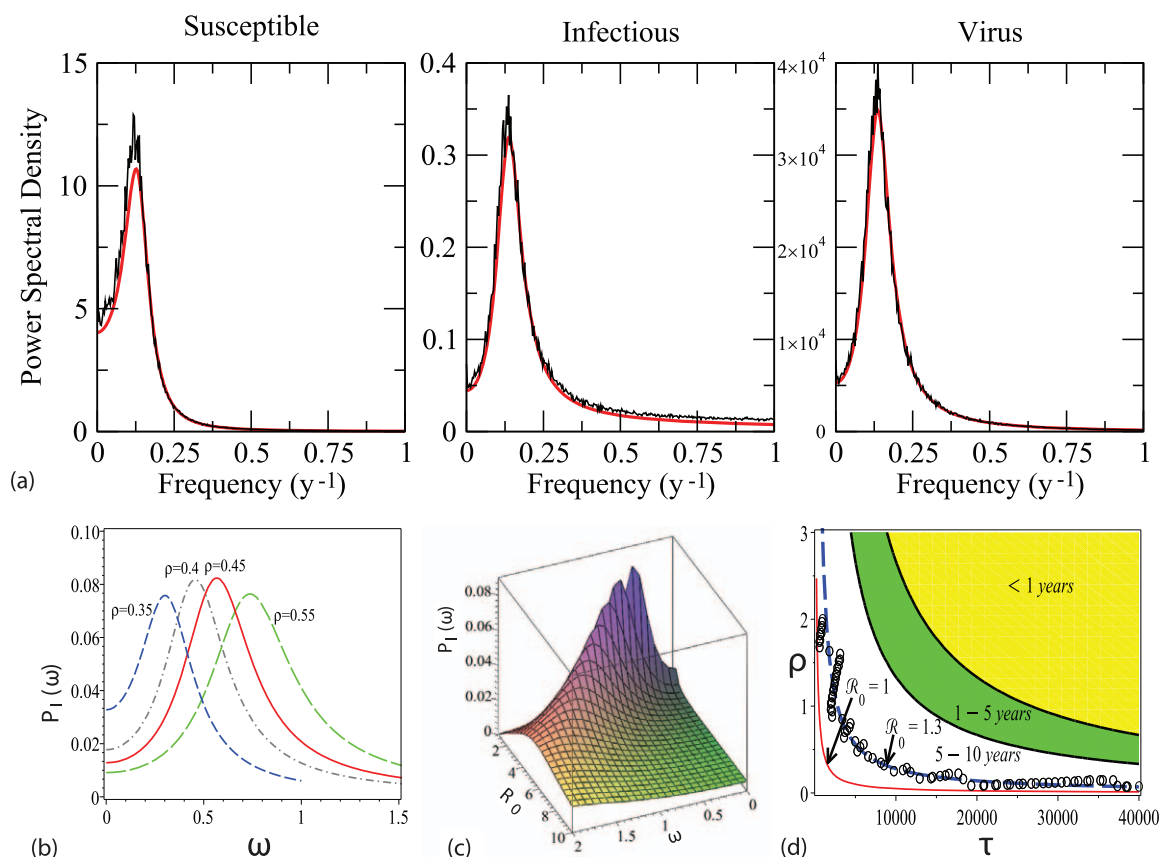 Susceptible
Infectious
Virus
Power Spectral Density
15
10
5
0
0 0.25 0.5 0.75 1
Frequency (y⁻¹)
0.4
0.3
0.2
0.1
0
0 0.25 0.5 0.75 1
Frequency (y⁻¹)
4×10⁴
3×10⁴
2×10⁴
1×10⁴
0
0 0.25 0.5 0.75 1
Frequency (y⁻¹)
(a)
P_I(ω)
0.10
0.08
0.06
0.04
0.02
0
0 0.5 1 1.5
ρ=0.35
ρ=0.4
ρ=0.45
ρ=0.55
ω
(b)
P_I(ω)
0.08
0.06
0.04
0.02
0
2
4
6
8
10
R₀
2
1.5
1
0.5
0
ω
(c)
ρ
3
2
1
0
10000 20000 30000 40000
< 1 years
1 – 5 years
5 – 10 years
ℛ₀ = 1
ℛ₀ = 1.3
τ
(d)